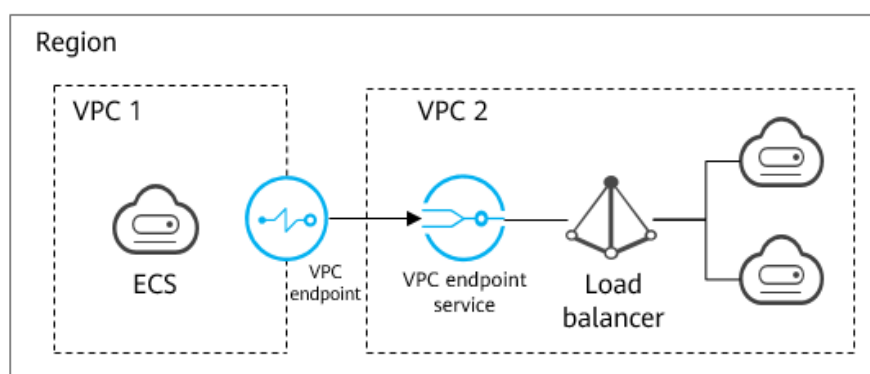 Region
VPC 1
VPC 2
ECS
VPC
endpoint
VPC endpoint
service
Load
balancer